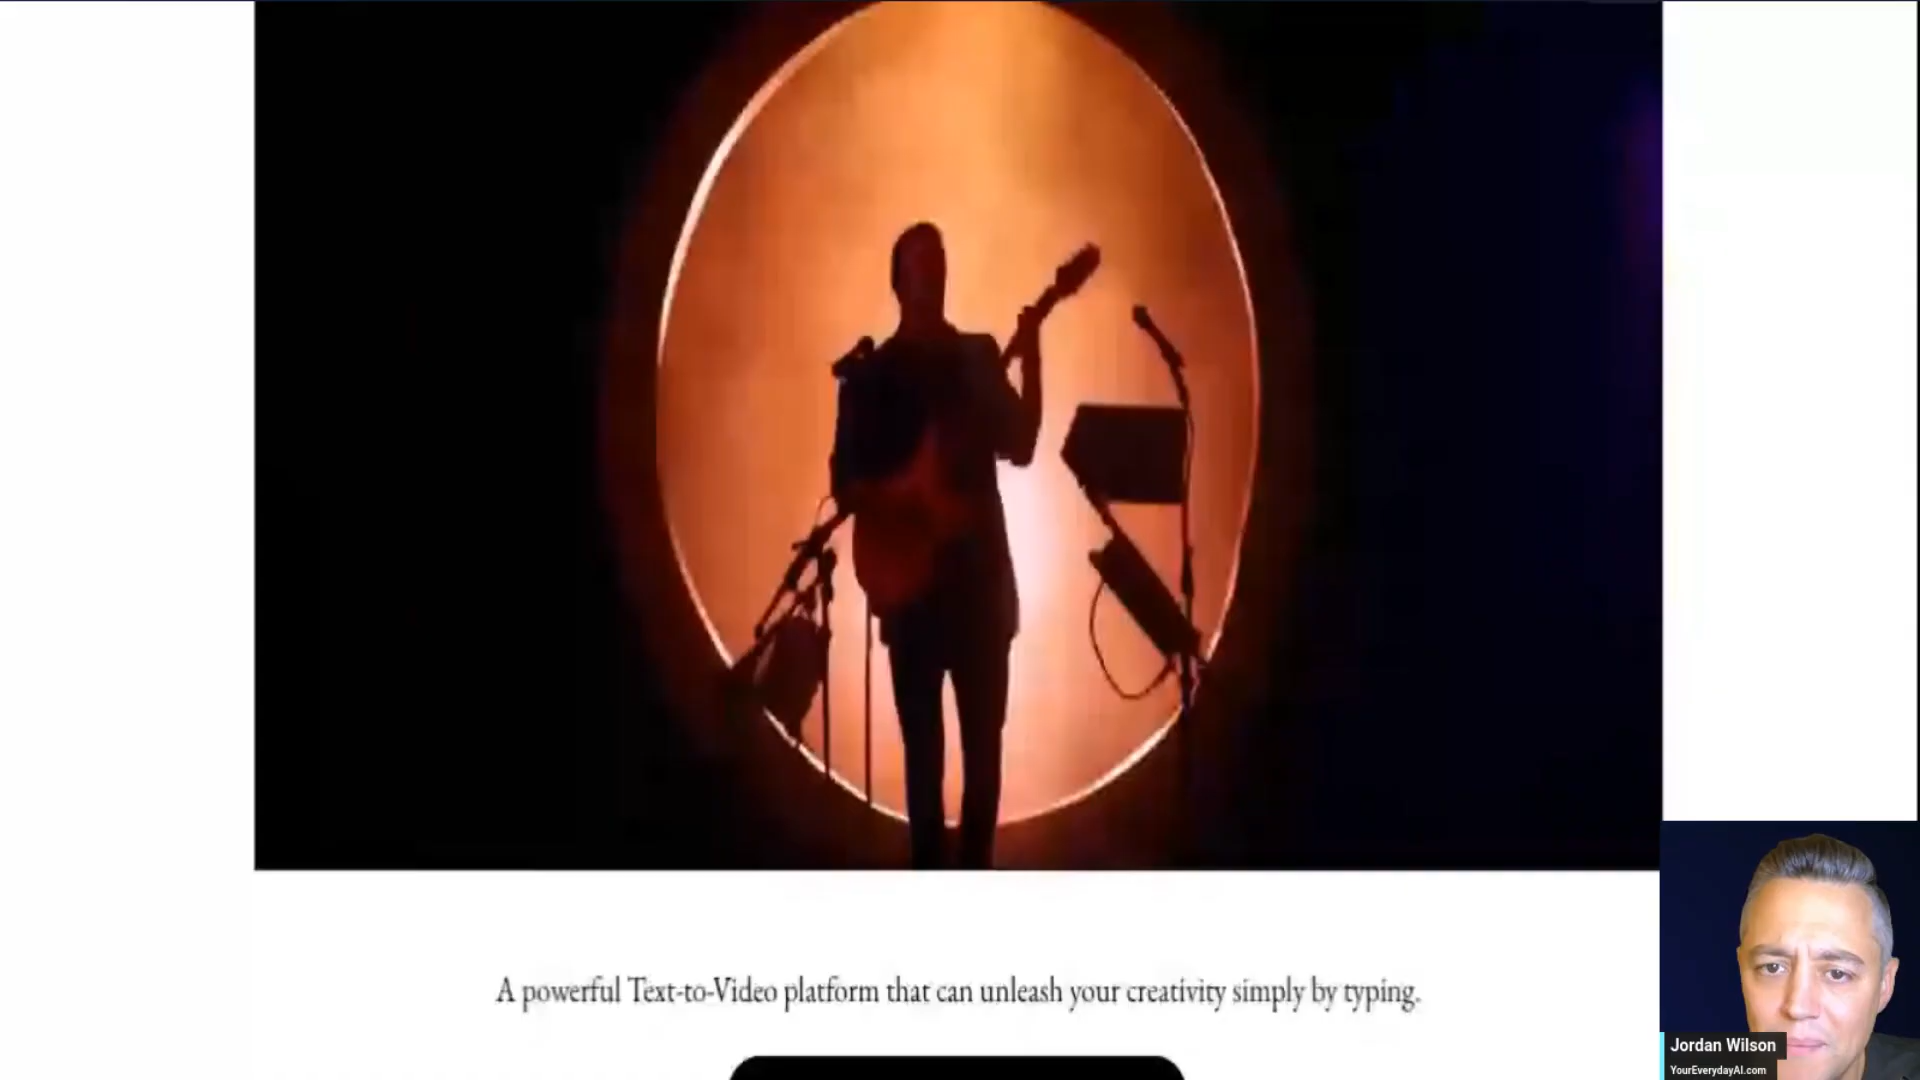 A powerful Text-to-Video platform that can unleash your creativity simply by typing.
Jordan Wilson
YourEverydayAI.com